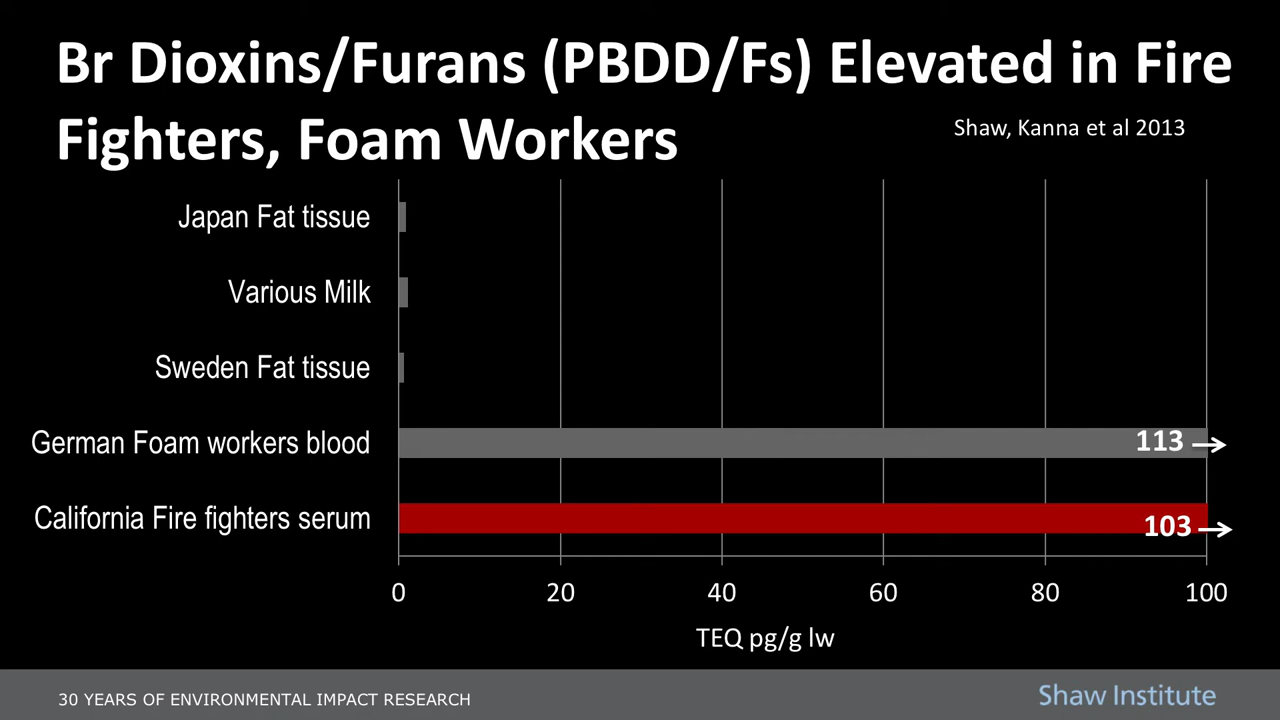 Br Dioxins/Furans (PBDD/Fs) Elevated in Fire
Fighters, Foam Workers
Shaw, Kanna et al 2013
Japan Fat tissue
Various Milk
Sweden Fat tissue
German Foam workers blood
113
California Fire fighters serum
103
0 20 40 60 80 100
TEQ pg/g lw
30 YEARS OF ENVIRONMENTAL IMPACT RESEARCH
Shaw Institute